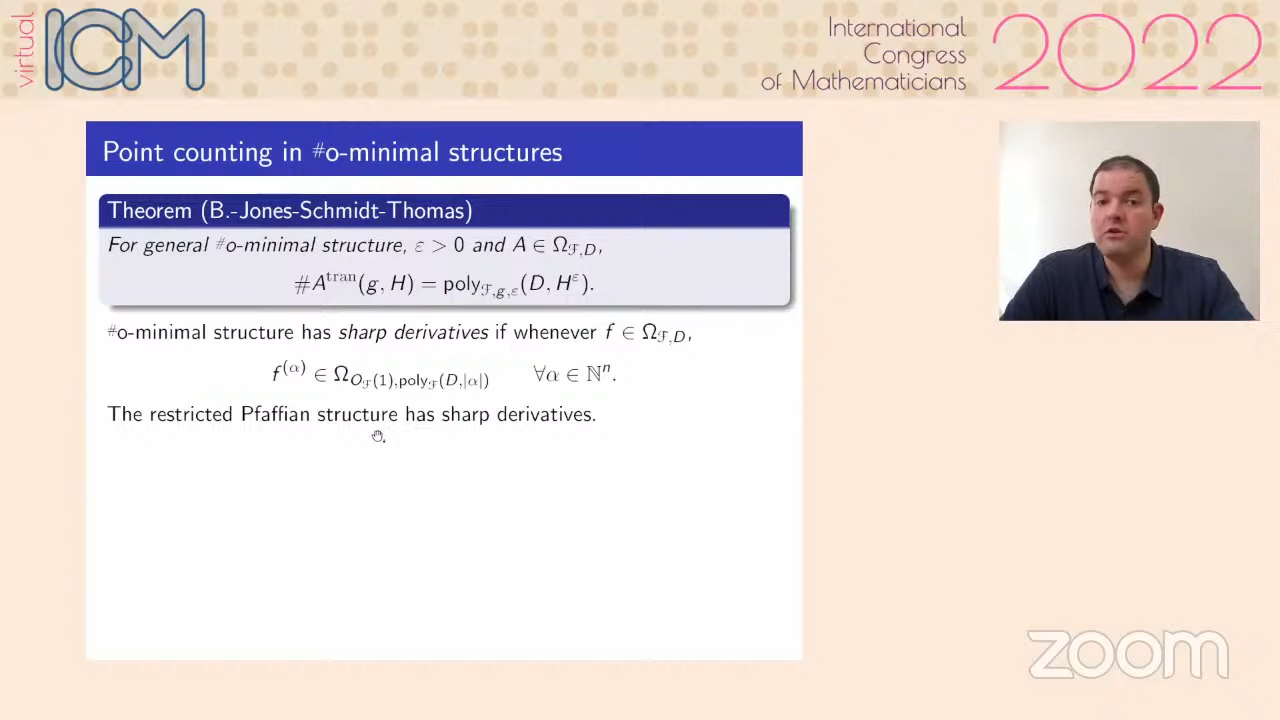 virtual ICM
International
Congress
of Mathematicians
2022
Point counting in #o-minimal structures
Theorem (B.-Jones-Schmidt-Thomas)
For general #o-minimal structure, ε > 0 and A ∈ Ω_{ℱ,D},
#A^{tran}(g, H) = poly_{ℱ,g,ε}(D, H^ε).
#o-minimal structure has sharp derivatives if whenever f ∈ Ω_{ℱ,D},
f^{(α)} ∈ Ω_{O_ℱ(1),poly_ℱ(D,|α|)} ∀α ∈ ℕ^n.
The restricted Pfaffian structure has sharp derivatives.
zoom